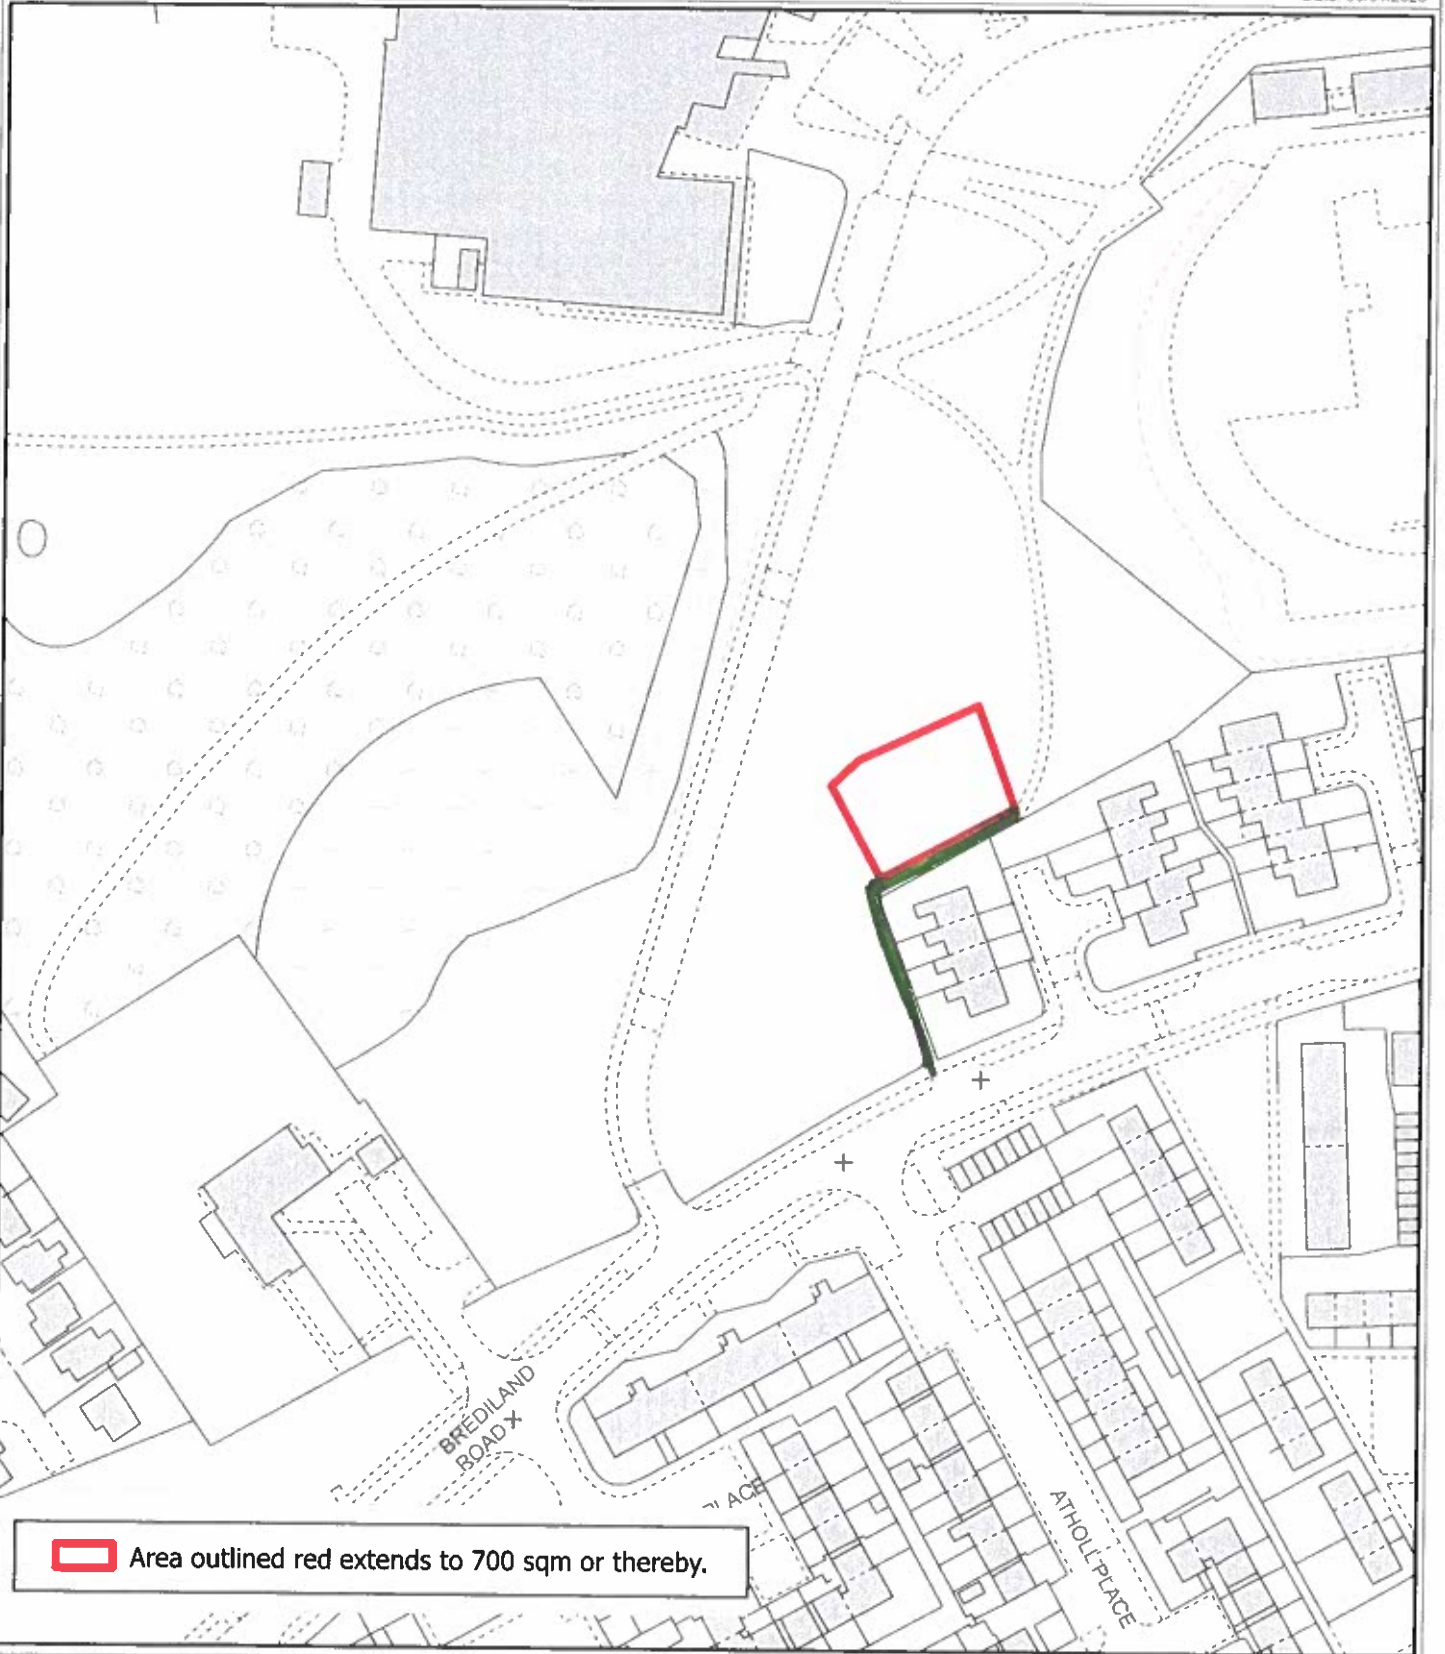 BREDILAND
ROAD
ATHOLL PLACE
Area outlined red extends to 700 sqm or thereby.